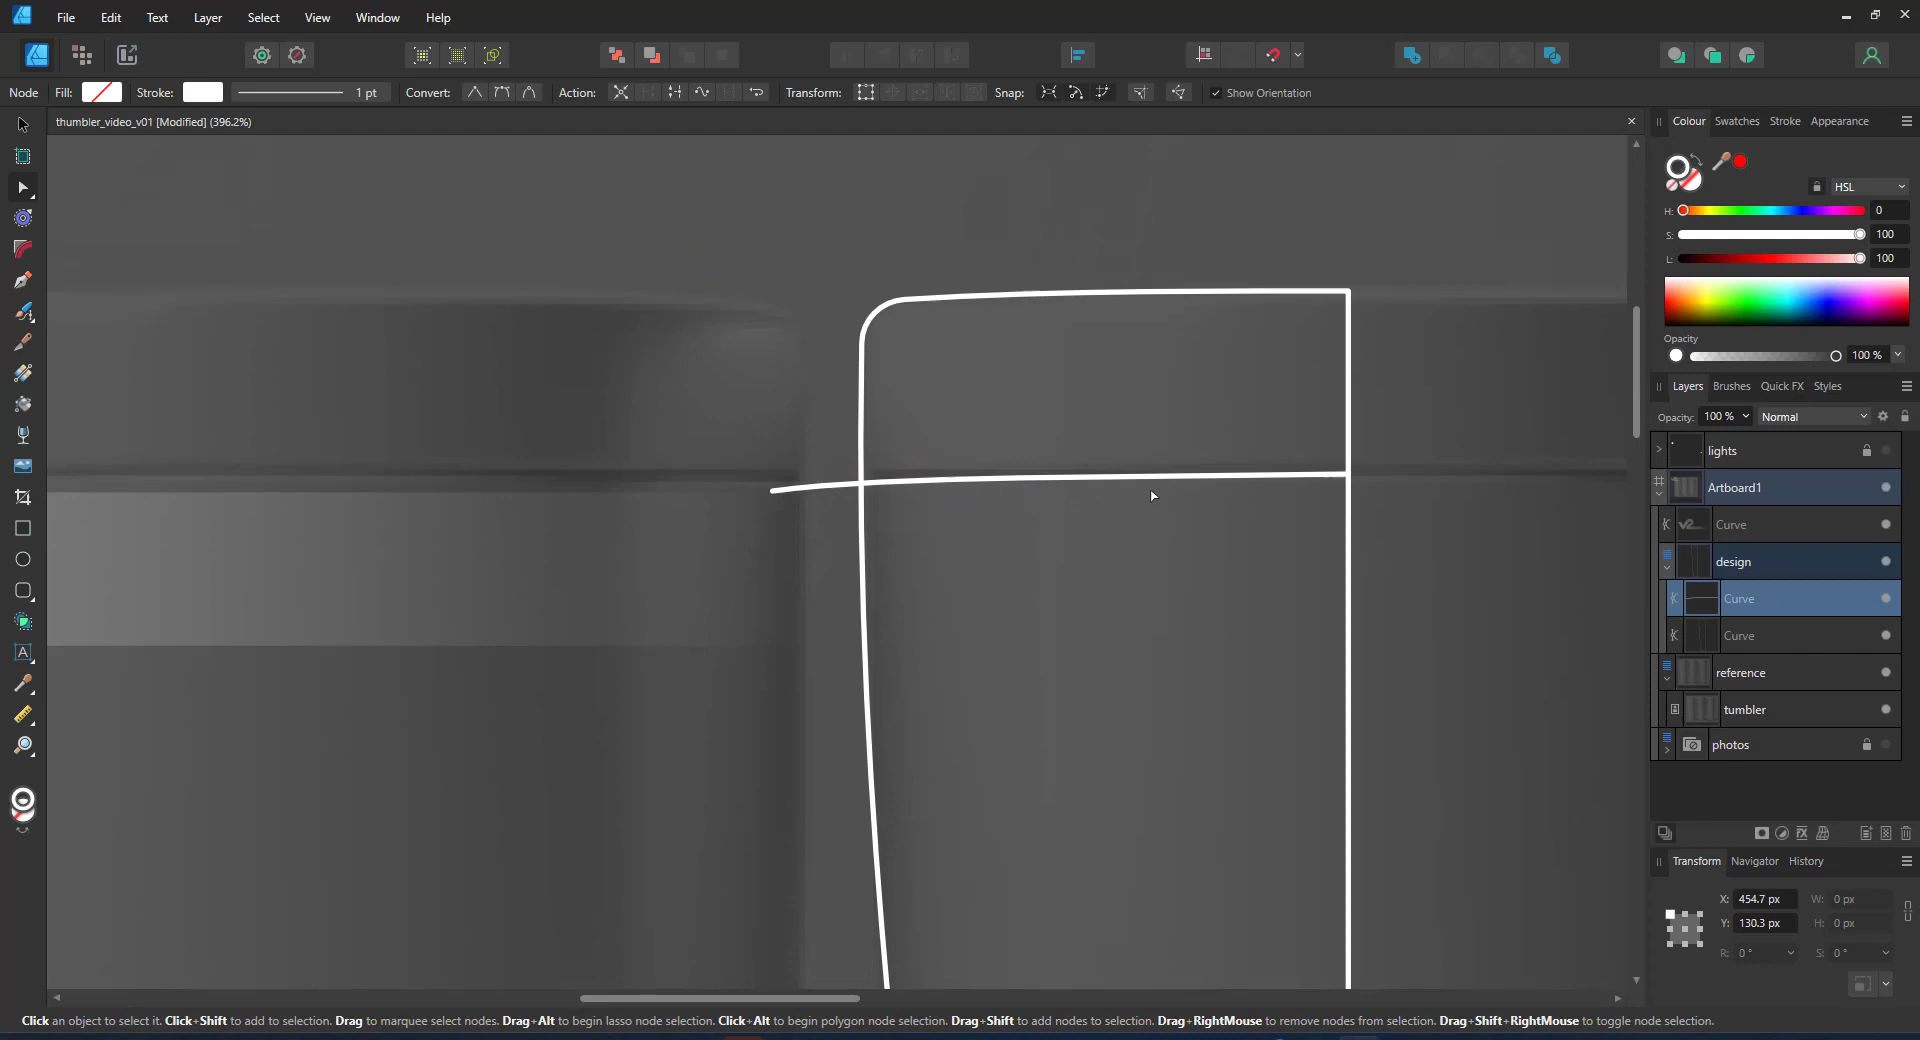 File Edit Text Layer Select View Window Help
Node Fill: Stroke: 1 pt Convert: Action: Transform: Snap: Show Orientation
thumbler_video_v01 [Modified] (396.2%)
Colour Swatches Stroke Appearance
HSL
H: 0
S: 100
L: 100
Opacity
100 %
Layers Brushes Quick FX Styles
Opacity: 100 % Normal
lights
Artboard1
Curve
design
Curve
Curve
reference
tumbler
photos
Transform Navigator History
X: 454.7 px W: 0 px
Y: 130.3 px H: 0 px
R: 0 ° S: 0 °
Click an object to select it. Click+Shift to add to selection. Drag to marquee select nodes. Drag+Alt to begin lasso node selection. Click+Alt to begin polygon node selection. Drag+Shift to add nodes to selection. Drag+RightMouse to remove nodes from selection. Drag+Shift+RightMouse to toggle node selection.